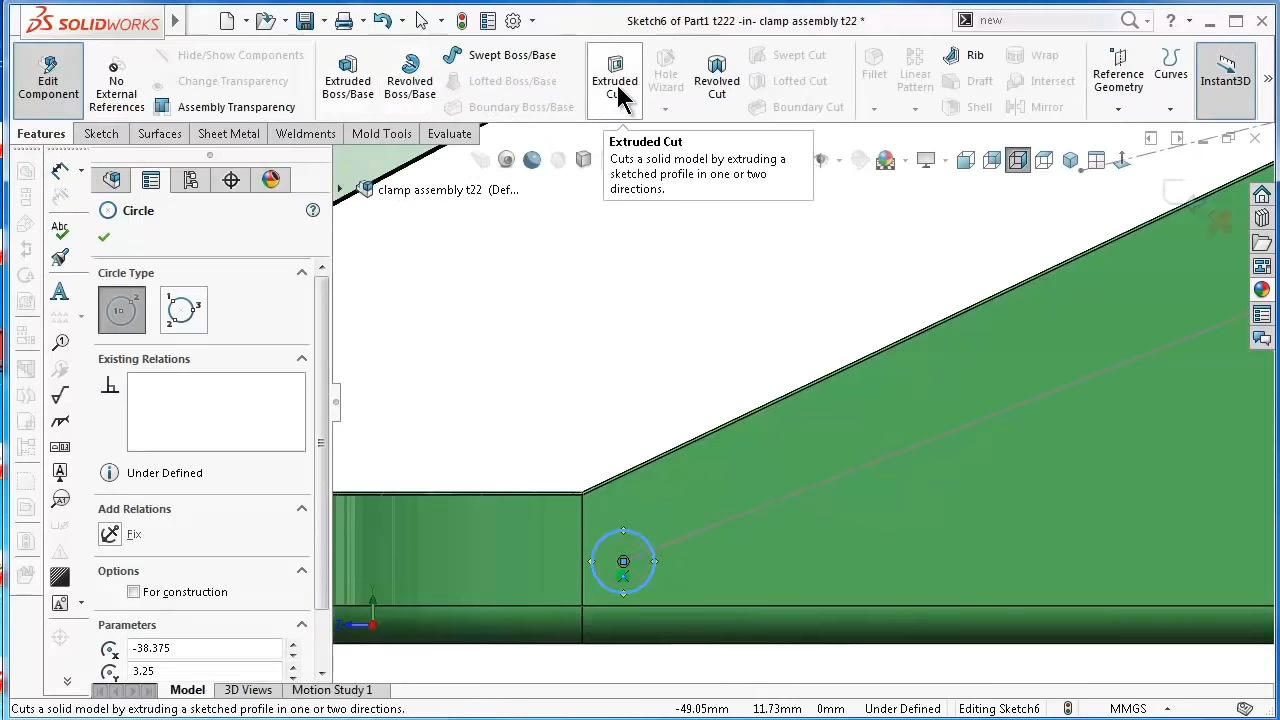 SOLIDWORKS
Sketch6 of Part1 t222 -in- clamp assembly t22 *
new
?
Edit Component
No External References
Hide/Show Components
Change Transparency
Assembly Transparency
Extruded Boss/Base
Revolved Boss/Base
Swept Boss/Base
Lofted Boss/Base
Boundary Boss/Base
Extruded Cut
Hole Wizard
Revolved Cut
Swept Cut
Lofted Cut
Boundary Cut
Fillet
Linear Pattern
Rib
Draft
Shell
Wrap
Intersect
Mirror
Reference Geometry
Curves
Instant3D
Features
Sketch
Surfaces
Sheet Metal
Weldments
Mold Tools
Evaluate
Extruded Cut
Cuts a solid model by extruding a
sketched profile in one or two
directions.
clamp assembly t22 (Def...
Circle
Circle Type
Existing Relations
Under Defined
Add Relations
Fix
Options
For construction
Parameters
-38.375
3.25
Model
3D Views
Motion Study 1
Cuts a solid model by extruding a sketched profile in one or two directions.
-49.05mm
11.73mm
0mm
Under Defined
Editing Sketch6
MMGS